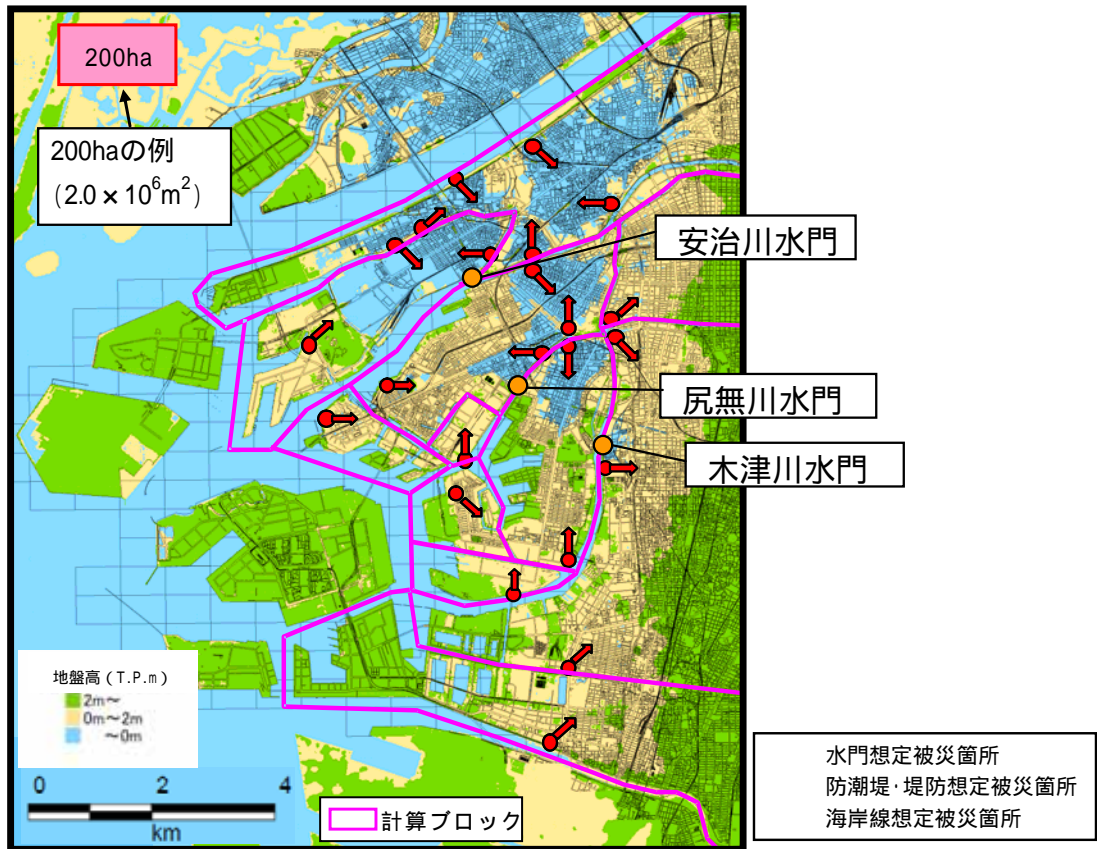 200ha
200haの例
(2.0×10⁶m²)
安治川水門
尻無川水門
木津川水門
地盤高(T.P.m)
2m～
0m～2m
～0m
0 2 4
km
計算ブロック
水門想定被災箇所
防潮堤・堤防想定被災箇所
海岸線想定被災箇所